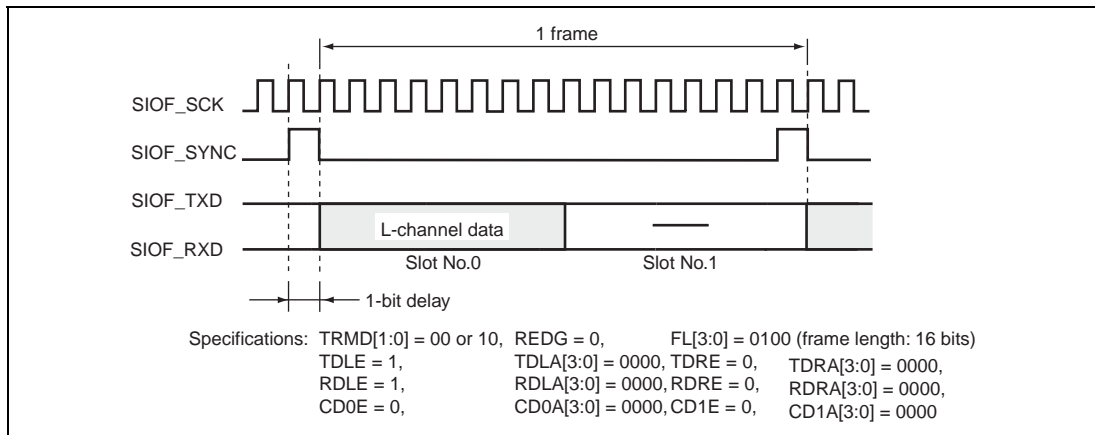 1 frame
SIOF_SCK
SIOF_SYNC
SIOF_TXD
L-channel data
SIOF_RXD
Slot No.0 Slot No.1
1-bit delay
Specifications: TRMD[1:0] = 00 or 10, REDG = 0, FL[3:0] = 0100 (frame length: 16 bits)
TDLE = 1, TDLA[3:0] = 0000, TDRE = 0, TDRA[3:0] = 0000,
RDLE = 1, RDLA[3:0] = 0000, RDRE = 0, RDRA[3:0] = 0000,
CD0E = 0, CD0A[3:0] = 0000, CD1E = 0, CD1A[3:0] = 0000